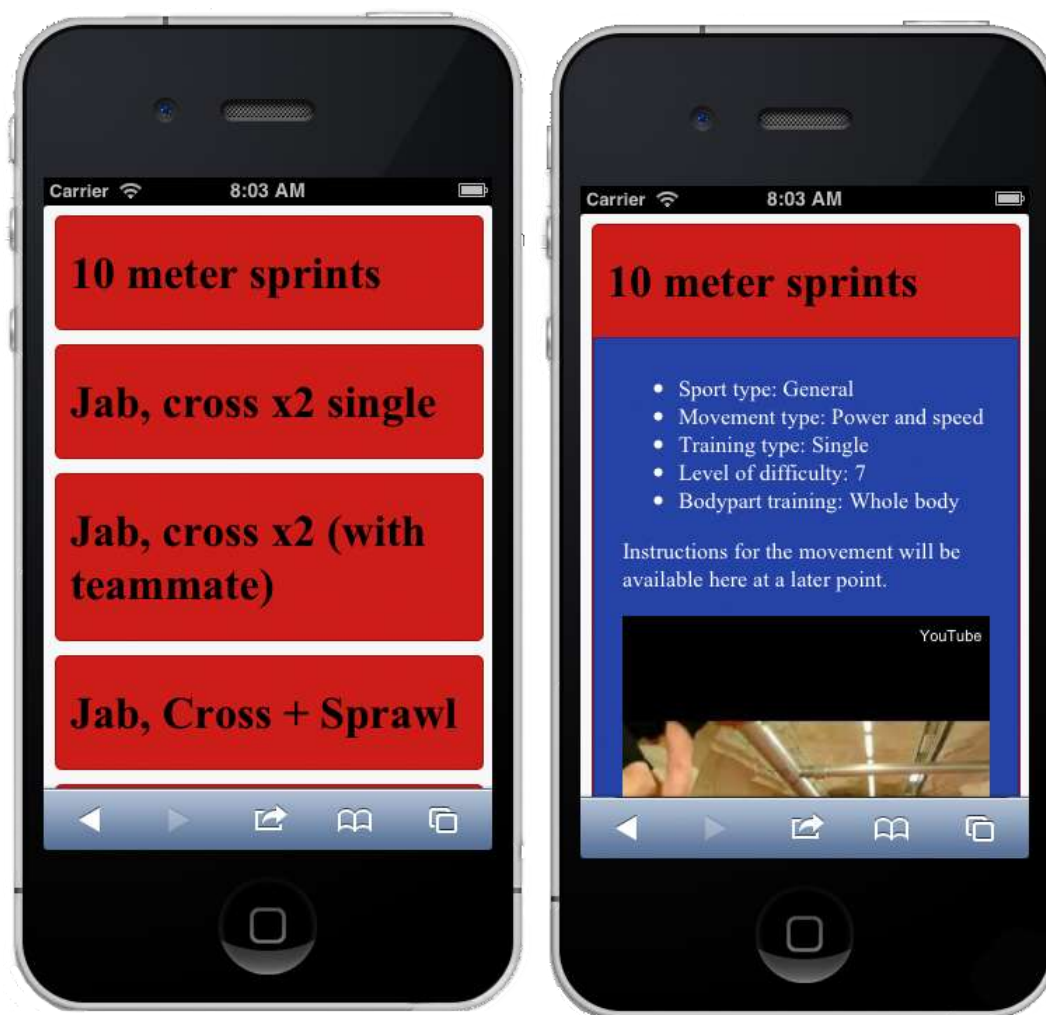 Carrier 8:03 AM
10 meter sprints
Jab, cross x2 single
Jab, cross x2 (with
teammate)
Jab, Cross + Sprawl
Carrier 8:03 AM
10 meter sprints
• Sport type: General
• Movement type: Power and speed
• Training type: Single
• Level of difficulty: 7
• Bodypart training: Whole body
Instructions for the movement will be
available here at a later point.
YouTube